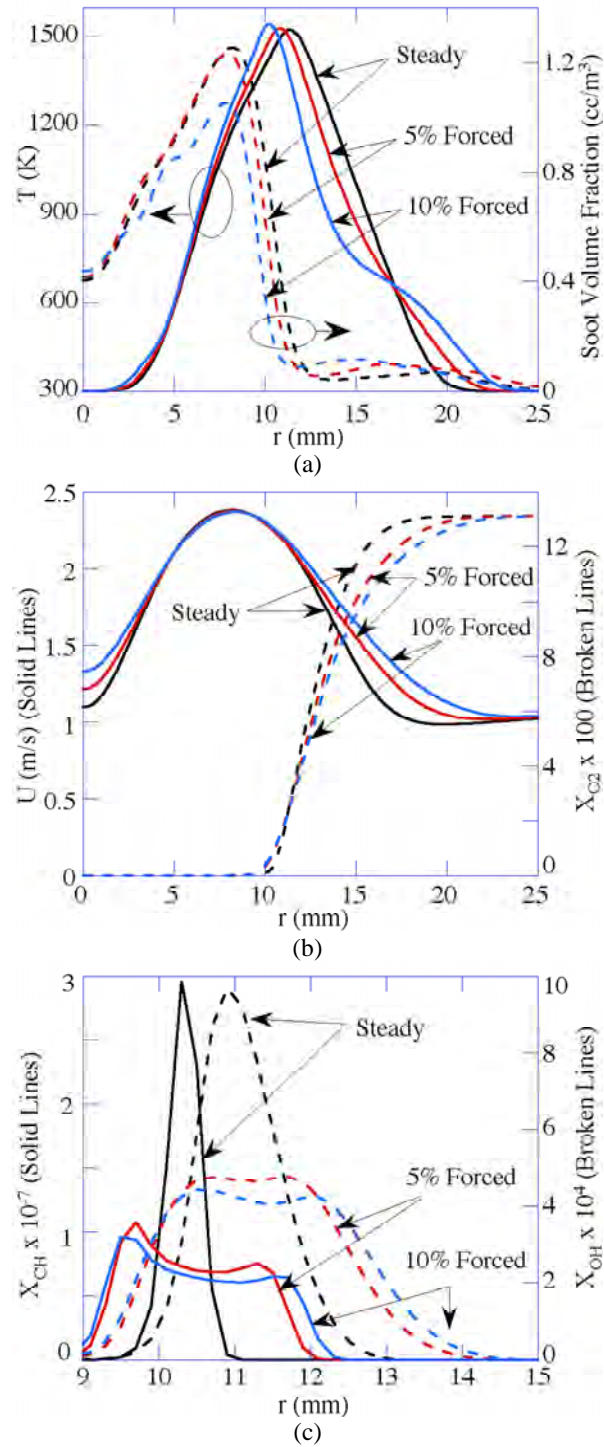 1500
1200
900
600
300
T (K)
Steady
5% Forced
10% Forced
1.2
0.8
0.4
0
Soot Volume Fraction (cc/m³)
0 5 10 15 20 25
r (mm)
(a)
2.5
2
1.5
1
0.5
0
U (m/s) (Solid Lines)
Steady
5% Forced
10% Forced
12
8
4
0
X_C2 x 100 (Broken Lines)
0 5 10 15 20 25
r (mm)
(b)
3
2
1
0
X_CH x 10⁻⁷ (Solid Lines)
Steady
5% Forced
10% Forced
10
8
6
4
2
0
X_OH x 10⁴ (Broken Lines)
9 10 11 12 13 14 15
r (mm)
(c)